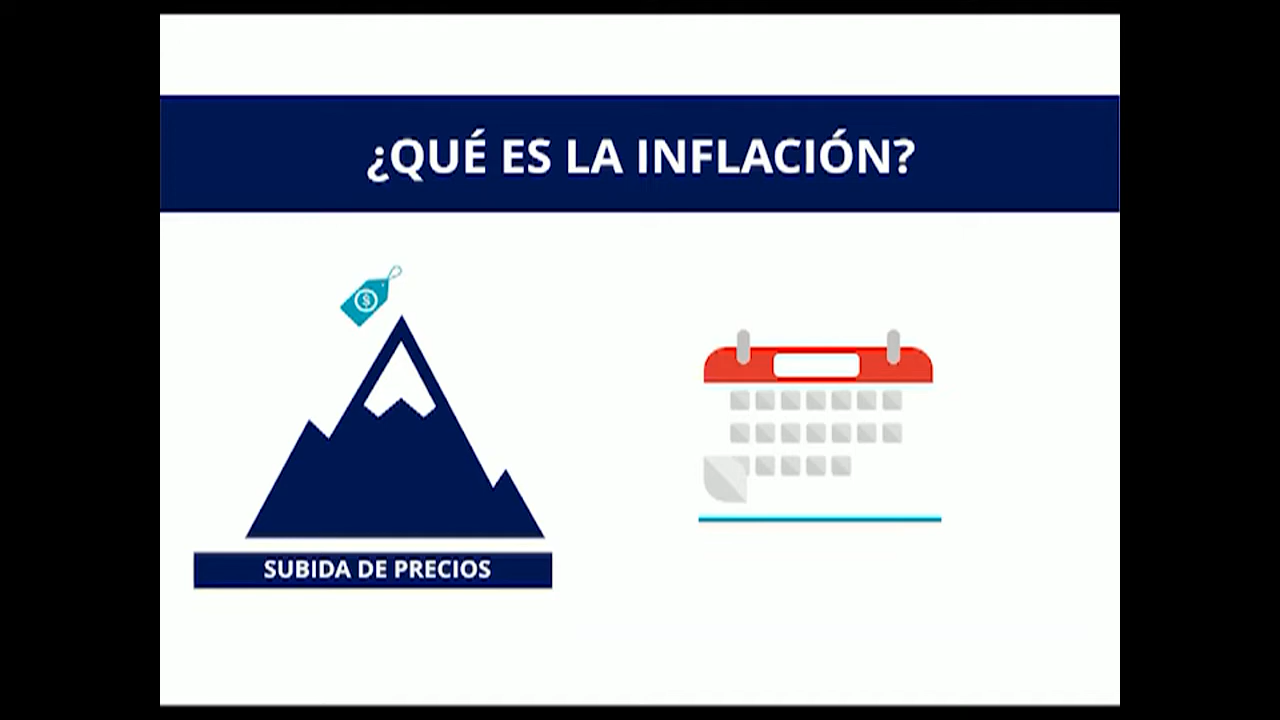 ¿QUÉ ES LA INFLACIÓN?
$
SUBIDA DE PRECIOS